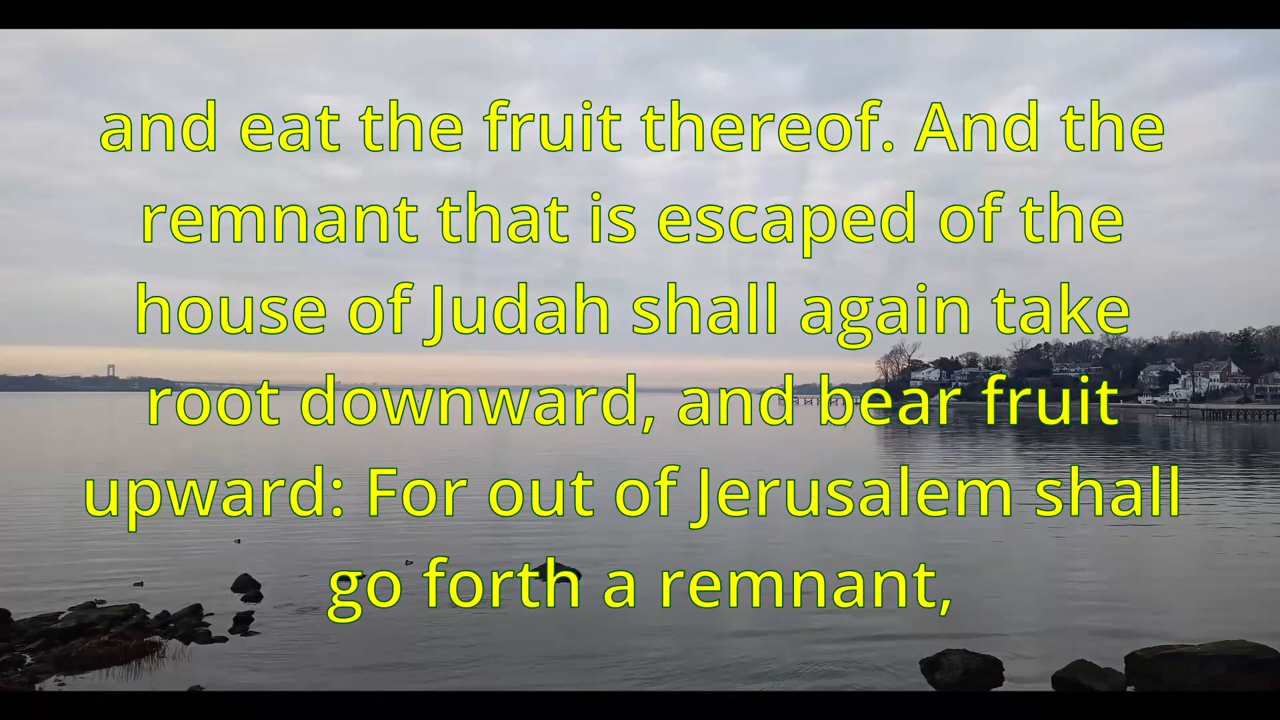 and eat the fruit thereof. And the
remnant that is escaped of the
house of Judah shall again take
root downward, and bear fruit
upward: For out of Jerusalem shall
go forth a remnant,